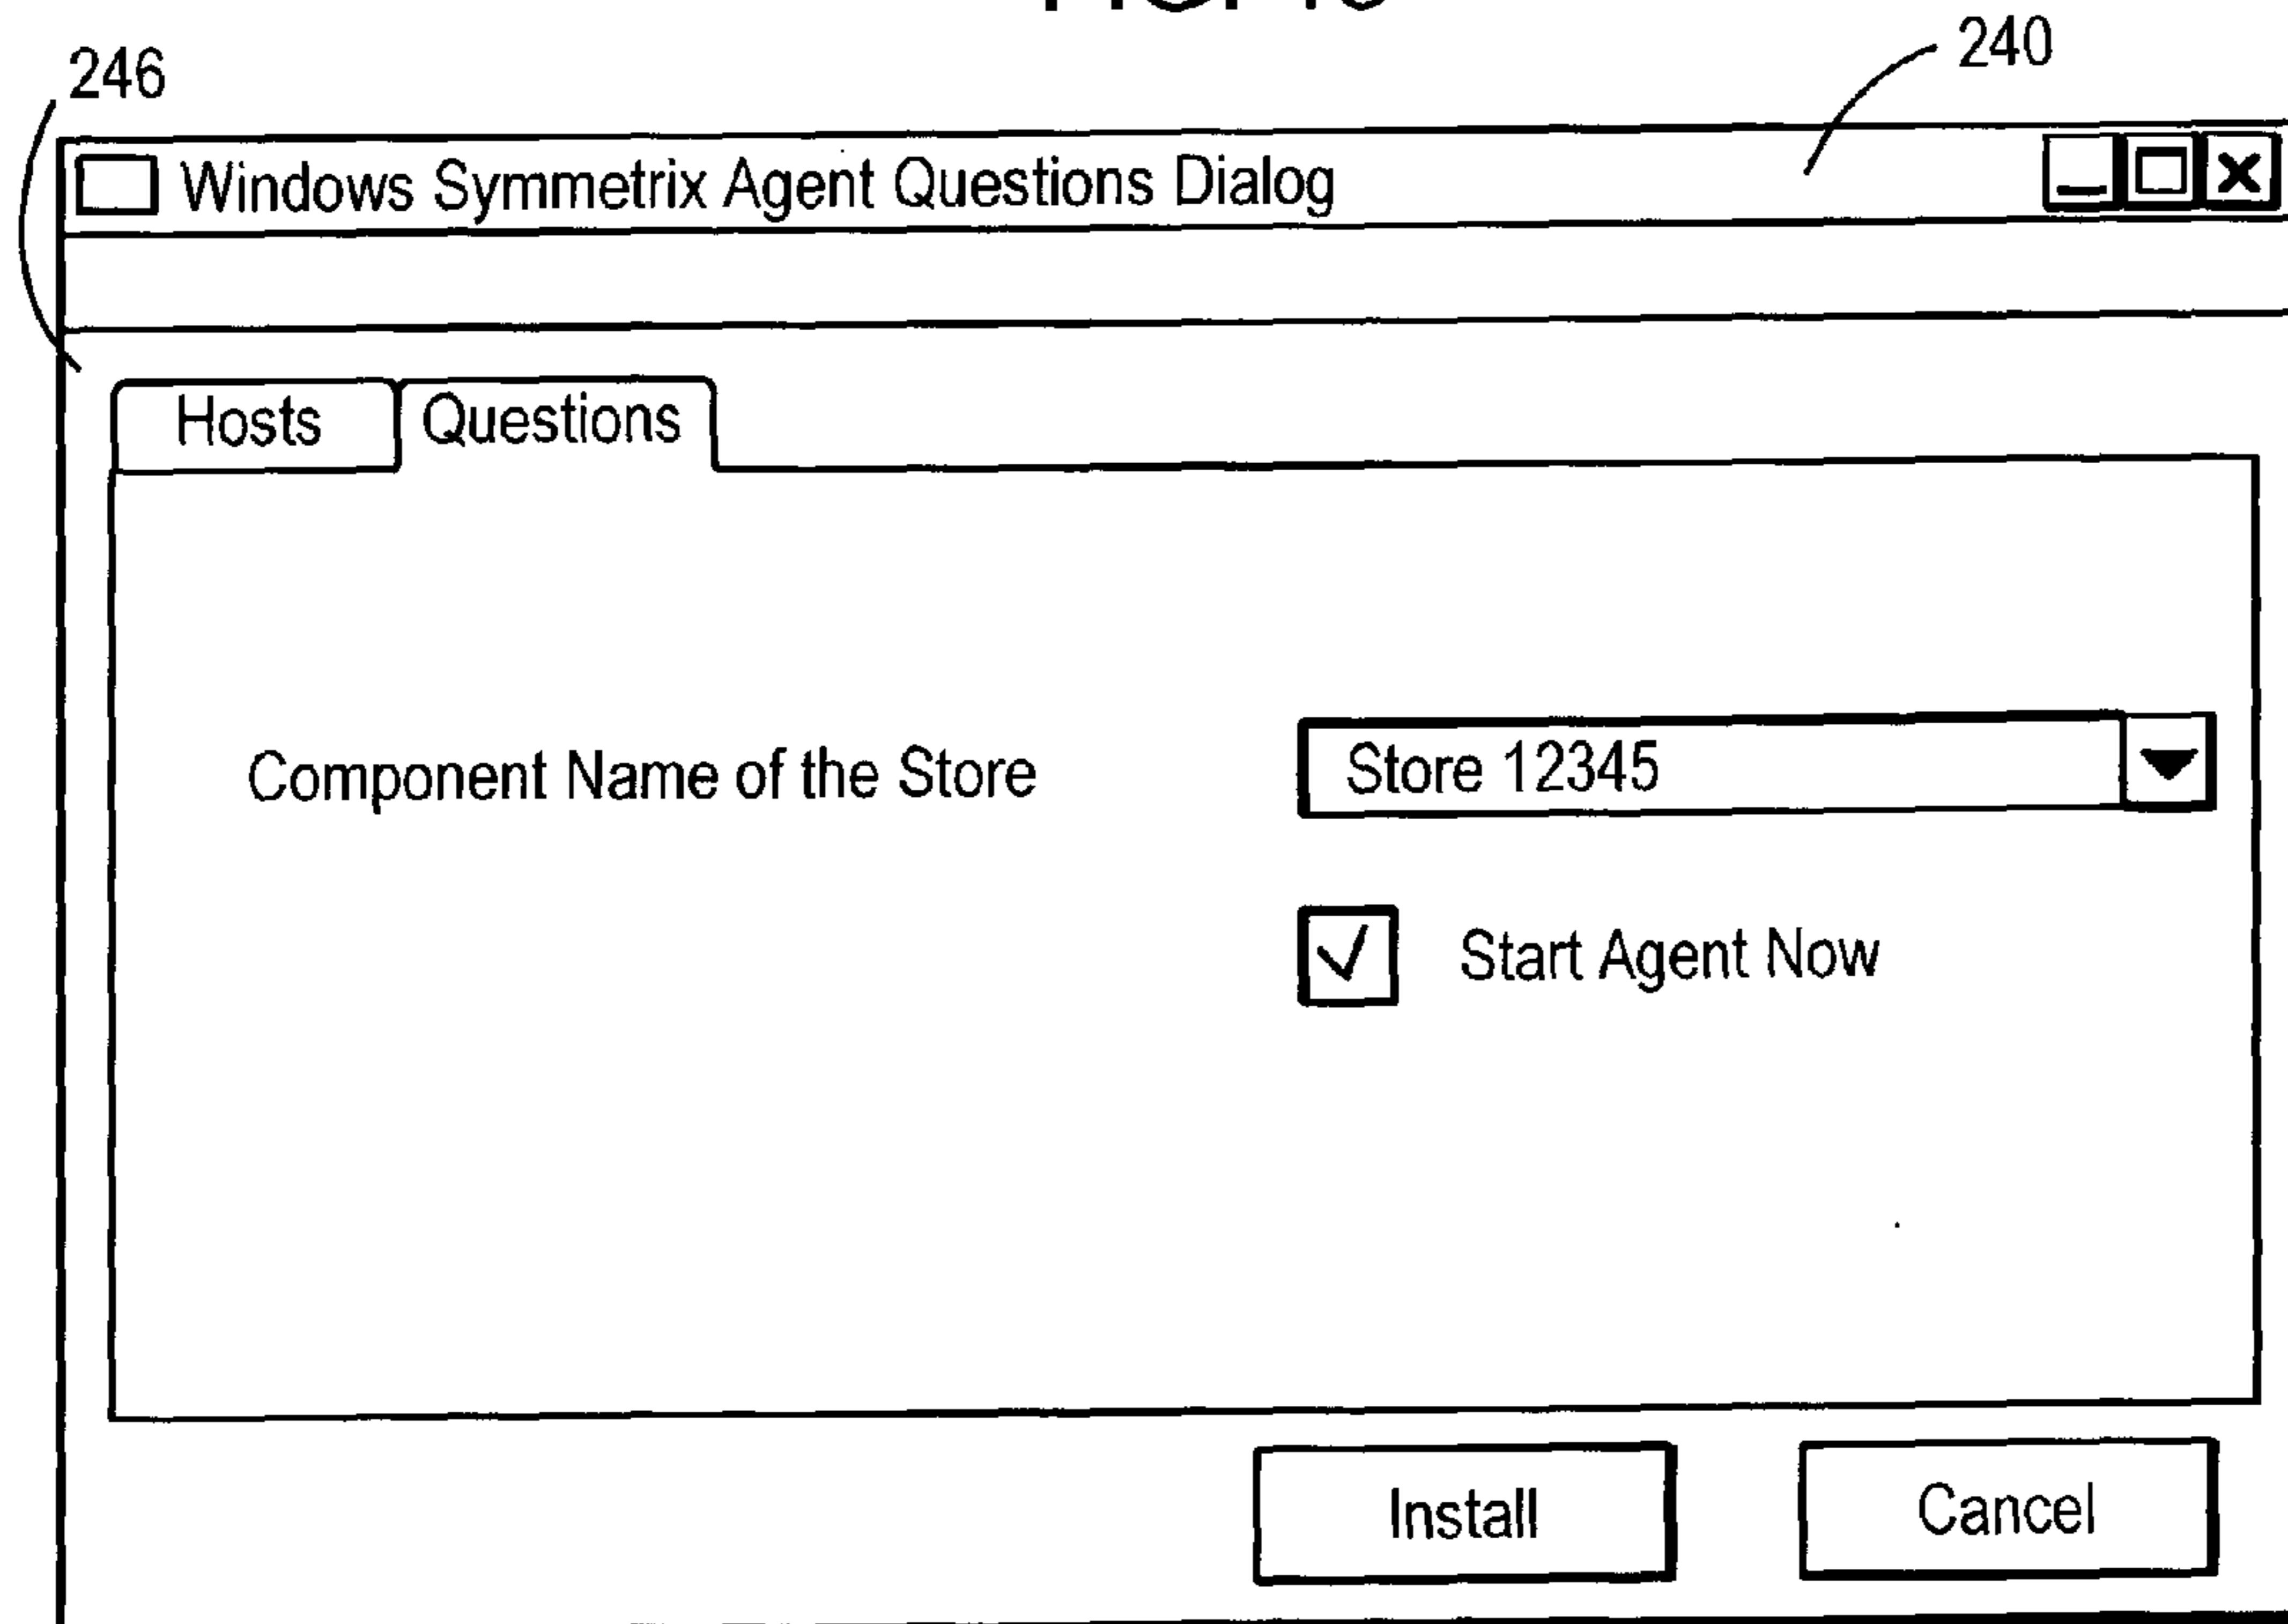 246
240
Windows Symmetrix Agent Questions Dialog
Hosts Questions
Component Name of the Store Store 12345
Start Agent Now
Install Cancel